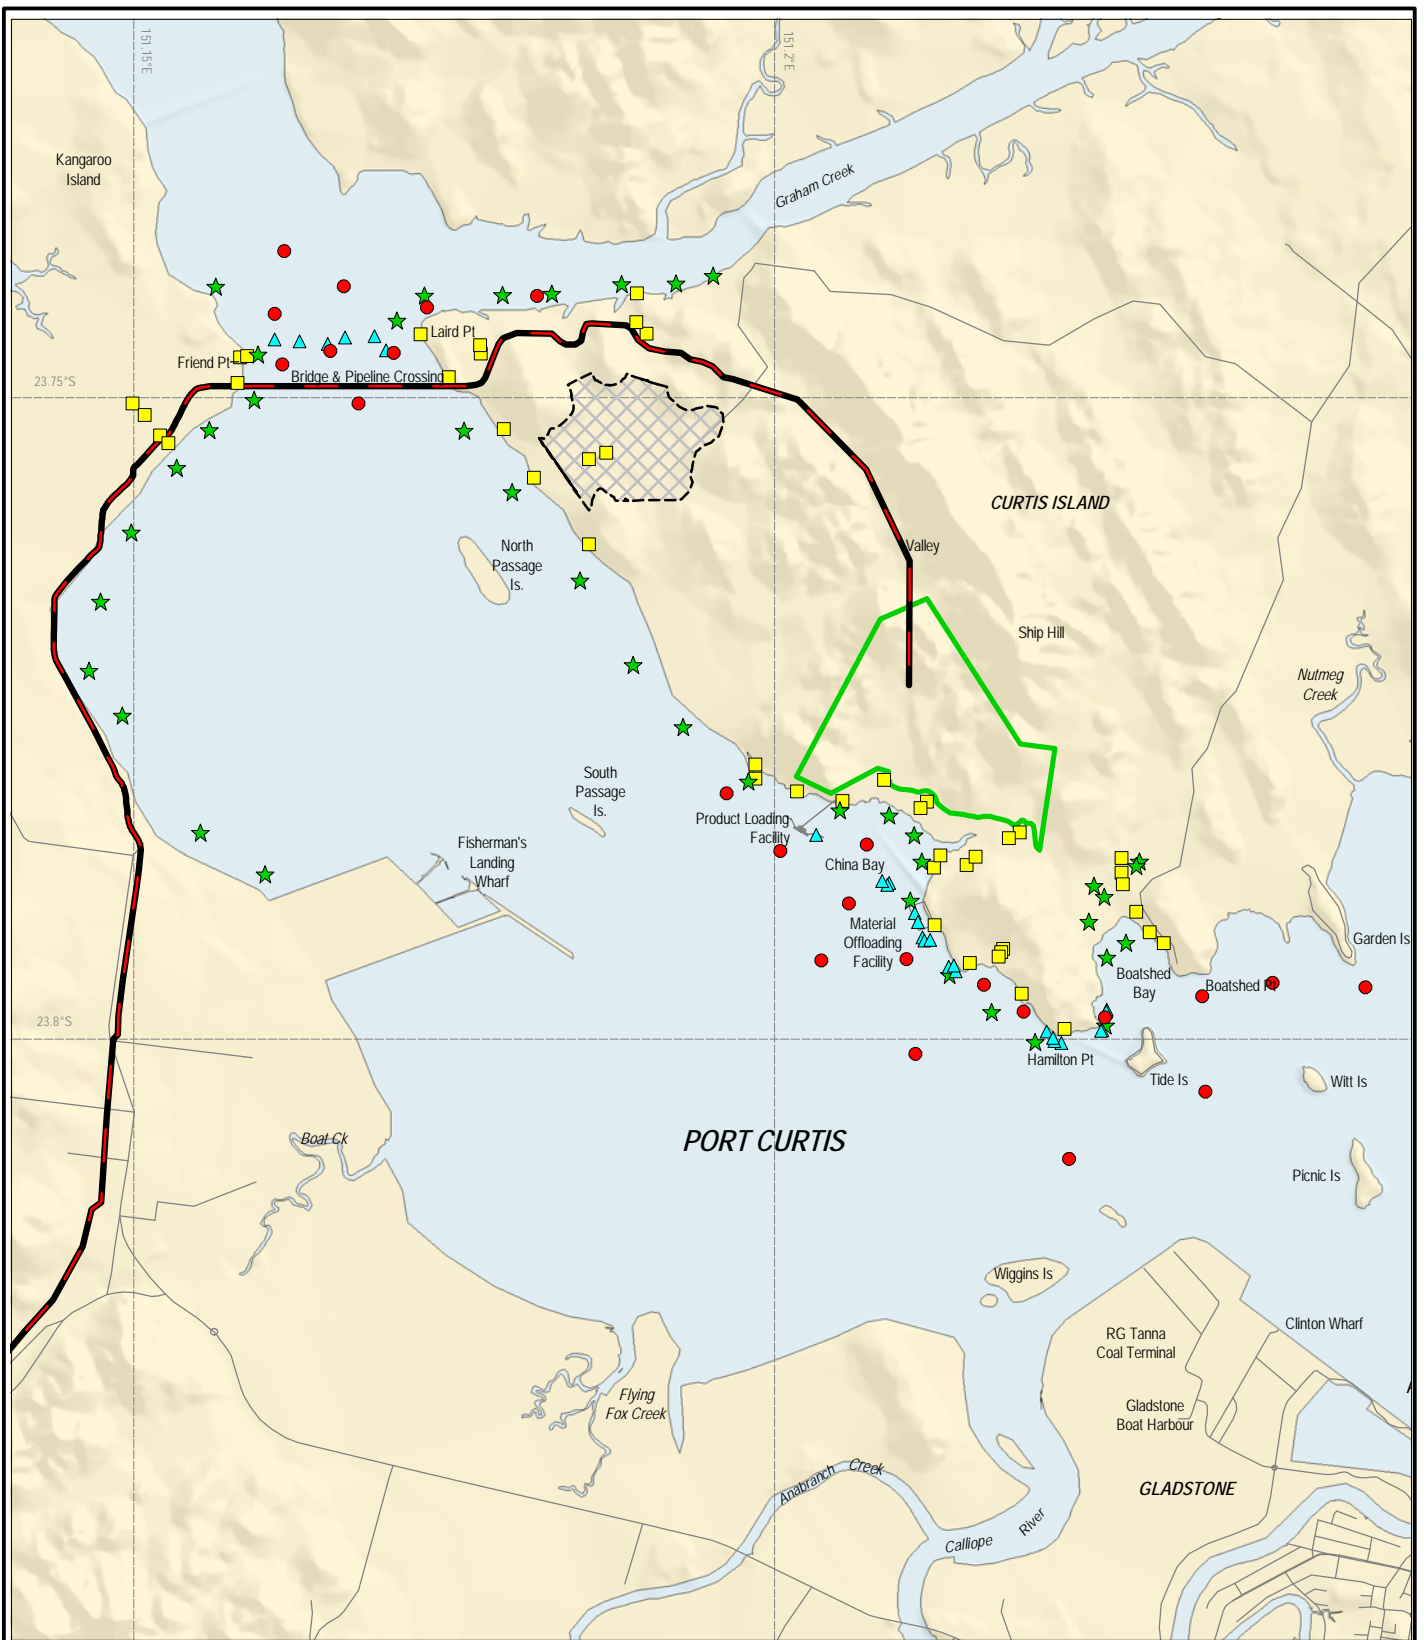 151.15°E
151.2°E
Kangaroo
Island
Graham Creek
Laird Pt
Friend Pt
Bridge & Pipeline Crossing
23.75°S
CURTIS ISLAND
North
Passage
Is.
Valley
Ship Hill
Nutmeg
Creek
South
Passage
Is.
Product Loading
Facility
Fisherman's
Landing
Wharf
China Bay
Material
Offloading
Facility
Garden Is
Boatshed
Bay
Boatshed Pt
23.8°S
Hamilton Pt
Tide Is
Witt Is
Boat Ck
PORT CURTIS
Picnic Is
Wiggins Is
Clinton Wharf
RG Tanna
Coal Terminal
Flying
Fox Creek
Gladstone
Boat Harbour
Anabranch Creek
GLADSTONE
Calliope River